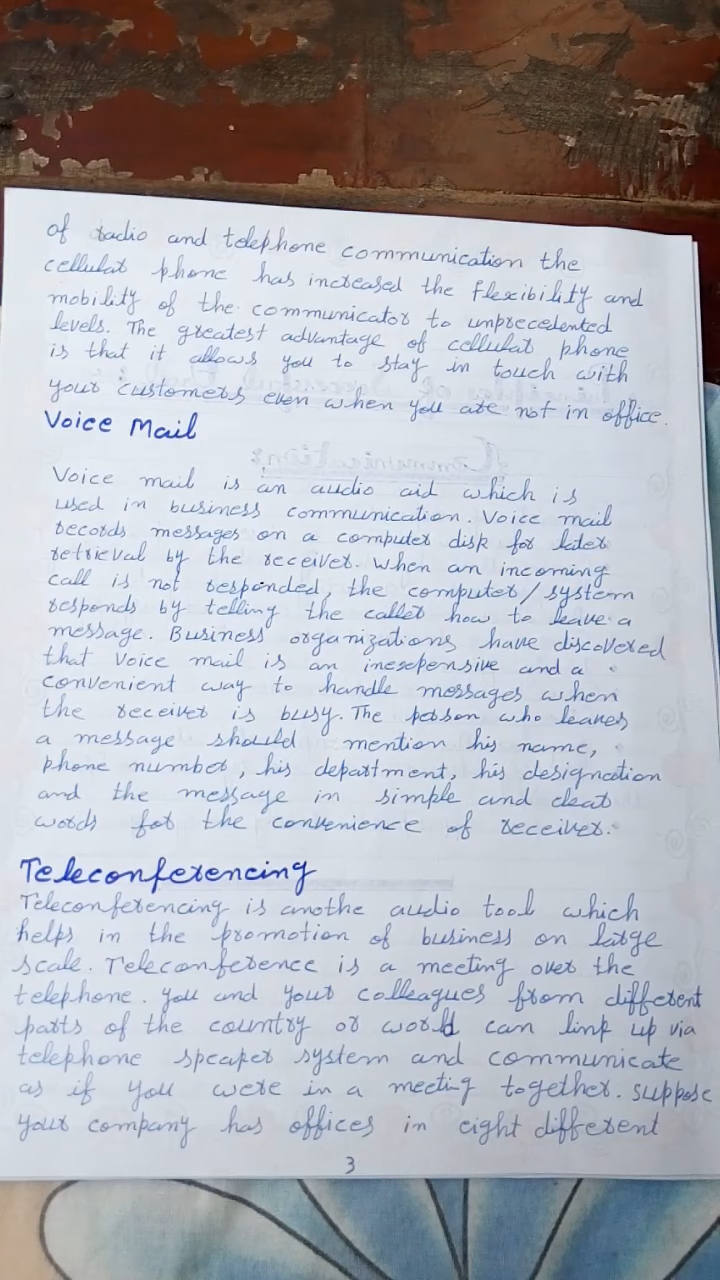 of radio and telephone communication the
cellular phone has increased the flexibility and
mobility of the communicator to unprecedented
levels. The greatest advantage of cellular phone
is that it allows you to stay in touch with
your customers even when you are not in office.
Voice Mail
Voice mail is an audio aid which is
used in business communication. Voice mail
records messages on a computer disk for later
retrieval by the receiver. When an incoming
call is not responded, the computer/system
responds by telling the caller how to leave a
message. Business organizations have discovered
that Voice mail is an inexpensive and a
convenient way to handle messages when
the receiver is busy. The person who leaves
a message should mention his name,
phone number, his department, his designation
and the message in simple and clear
words for the convenience of receiver.
Teleconferencing
Teleconferencing is anothe audio tool which
helps in the promotion of business on large
scale. Teleconference is a meeting over the
telephone. You and your colleagues from different
parts of the country or world can link up via
telephone speaper system and communicate
as if you were in a meeting together. Suppose
your company has offices in eight different
3